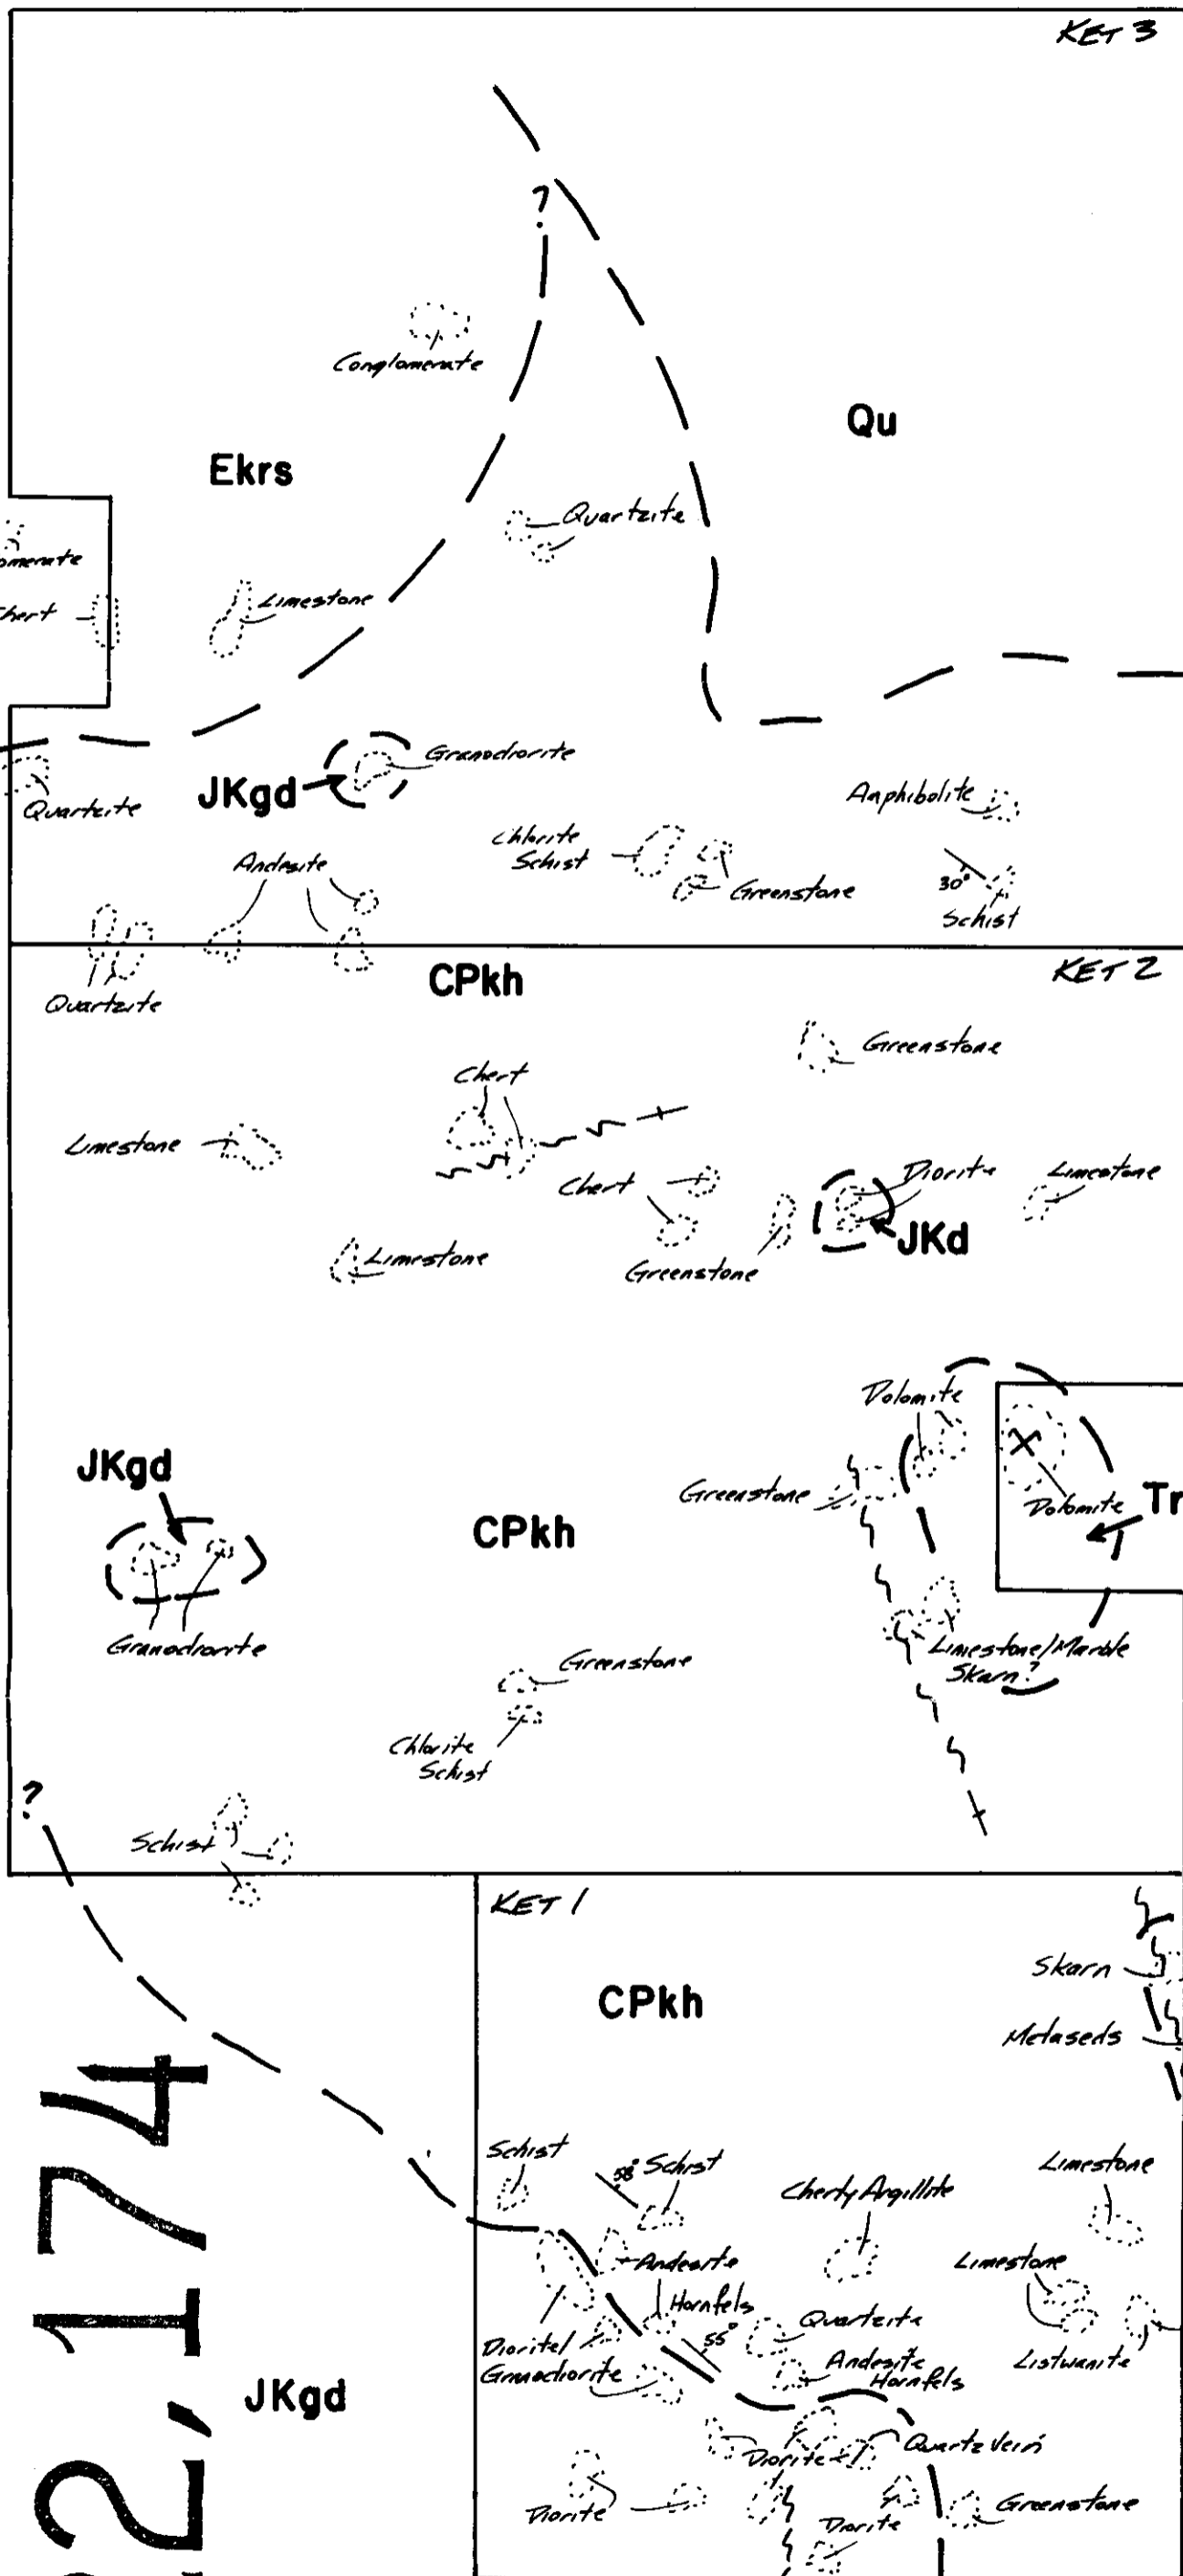 KET 3
Conglomerate
Qu
Ekrs
Quartzite
omerate
Limestone
hert
Granodiorite
JKgd
Quartzite
Amphibolite
Chlorite
Schist
Andesite
Greenstone
30°
Schist
CPkh
KET 2
Quartzite
Greenstone
Chert
Limestone
Chert
Diorite
Limestone
JKd
Limestone
Greenstone
Dolomite
JKgd
Greenstone
Dolomite
Tr
CPkh
Granodiorite
Limestone/Marble
Skarn?
Greenstone
Chlorite
Schist
?
Schist
KET 1
Skarn
CPkh
Metaseds
Schist
58°
Schist
Limestone
Cherty Argillite
Andesite
Limestone
Hornfels
Quartzite
Diorite/
Granodiorite
55°
Andesite
Hornfels
Listwanite
JKgd
Diorite
Quartz Vein
Diorite
Diorite
Greenstone
2,174
?